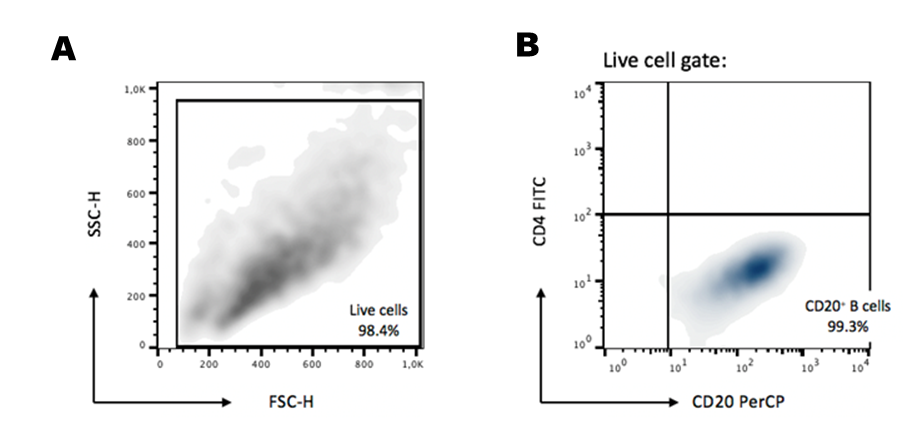 A
B
Live cell gate:
1,0K
800
600
400
200
0
SSC-H
Live cells
98.4%
0 200 400 600 800 1,0K
FSC-H
10⁴
10³
10²
10¹
10⁰
CD4 FITC
CD20⁺ B cells
99.3%
10⁰ 10¹ 10² 10³ 10⁴
CD20 PerCP